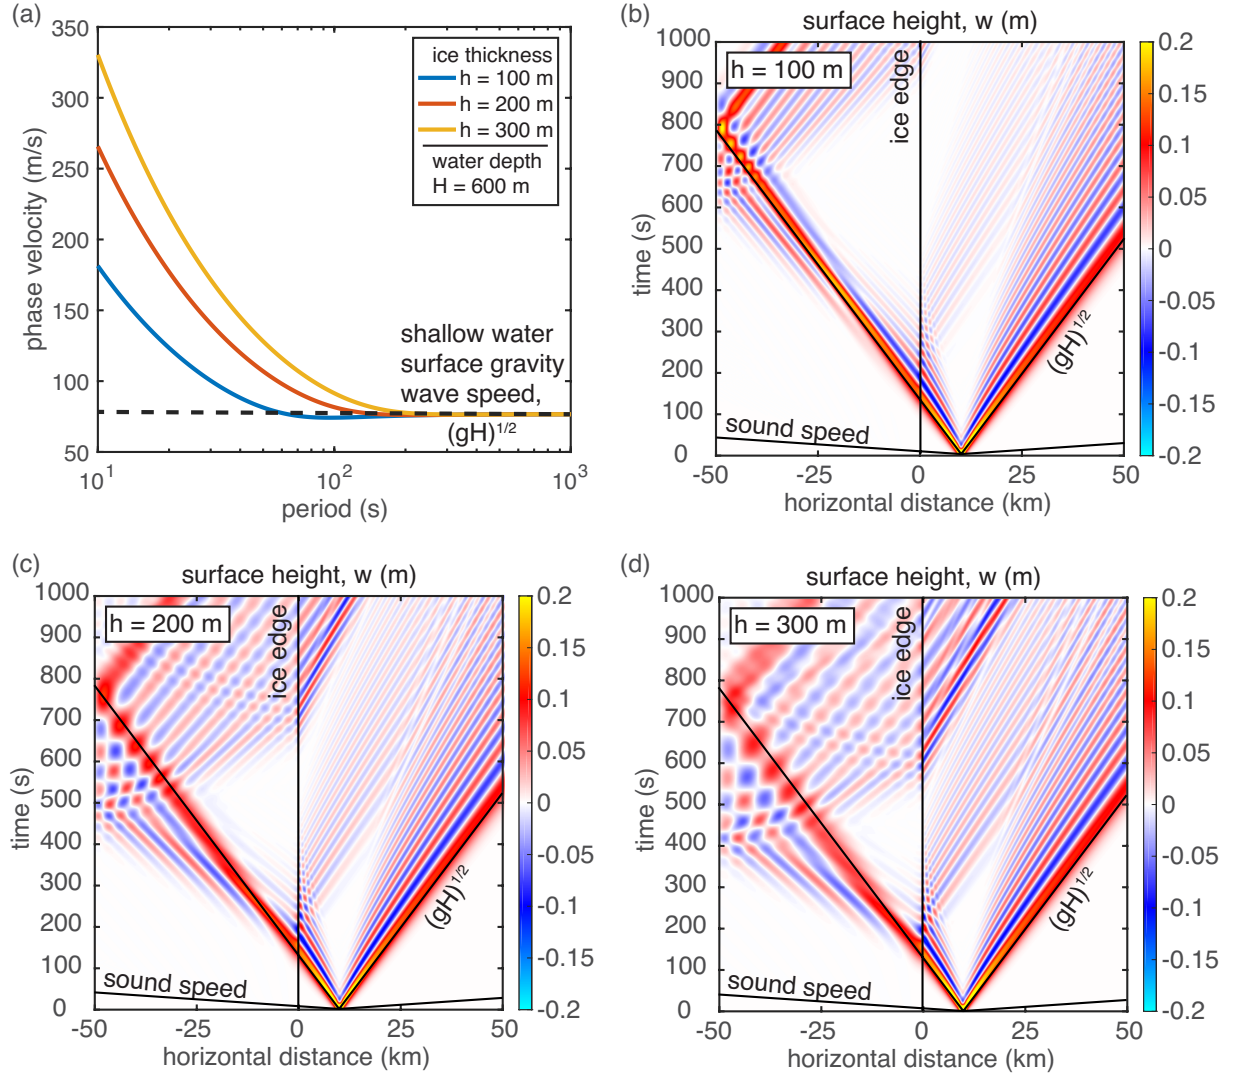 (a)
350
300
250
200
150
100
50
phase velocity (m/s)
10¹
10²
10³
period (s)
ice thickness
h = 100 m
h = 200 m
h = 300 m
water depth
H = 600 m
shallow water
surface gravity
wave speed,
(gH)^1/2
(b)
surface height, w (m)
1000
900
800
700
600
500
400
300
200
100
0
time (s)
h = 100 m
ice edge
(gH)^1/2
sound speed
-50
-25
0
25
50
horizontal distance (km)
0.2
0.15
0.1
0.05
0
-0.05
-0.1
-0.15
-0.2
(c)
surface height, w (m)
1000
900
800
700
600
500
400
300
200
100
0
time (s)
h = 200 m
ice edge
(gH)^1/2
sound speed
-50
-25
0
25
50
horizontal distance (km)
0.2
0.15
0.1
0.05
0
-0.05
-0.1
-0.15
-0.2
(d)
surface height, w (m)
1000
900
800
700
600
500
400
300
200
100
0
time (s)
h = 300 m
ice edge
(gH)^1/2
sound speed
-50
-25
0
25
50
horizontal distance (km)
0.2
0.15
0.1
0.05
0
-0.05
-0.1
-0.15
-0.2